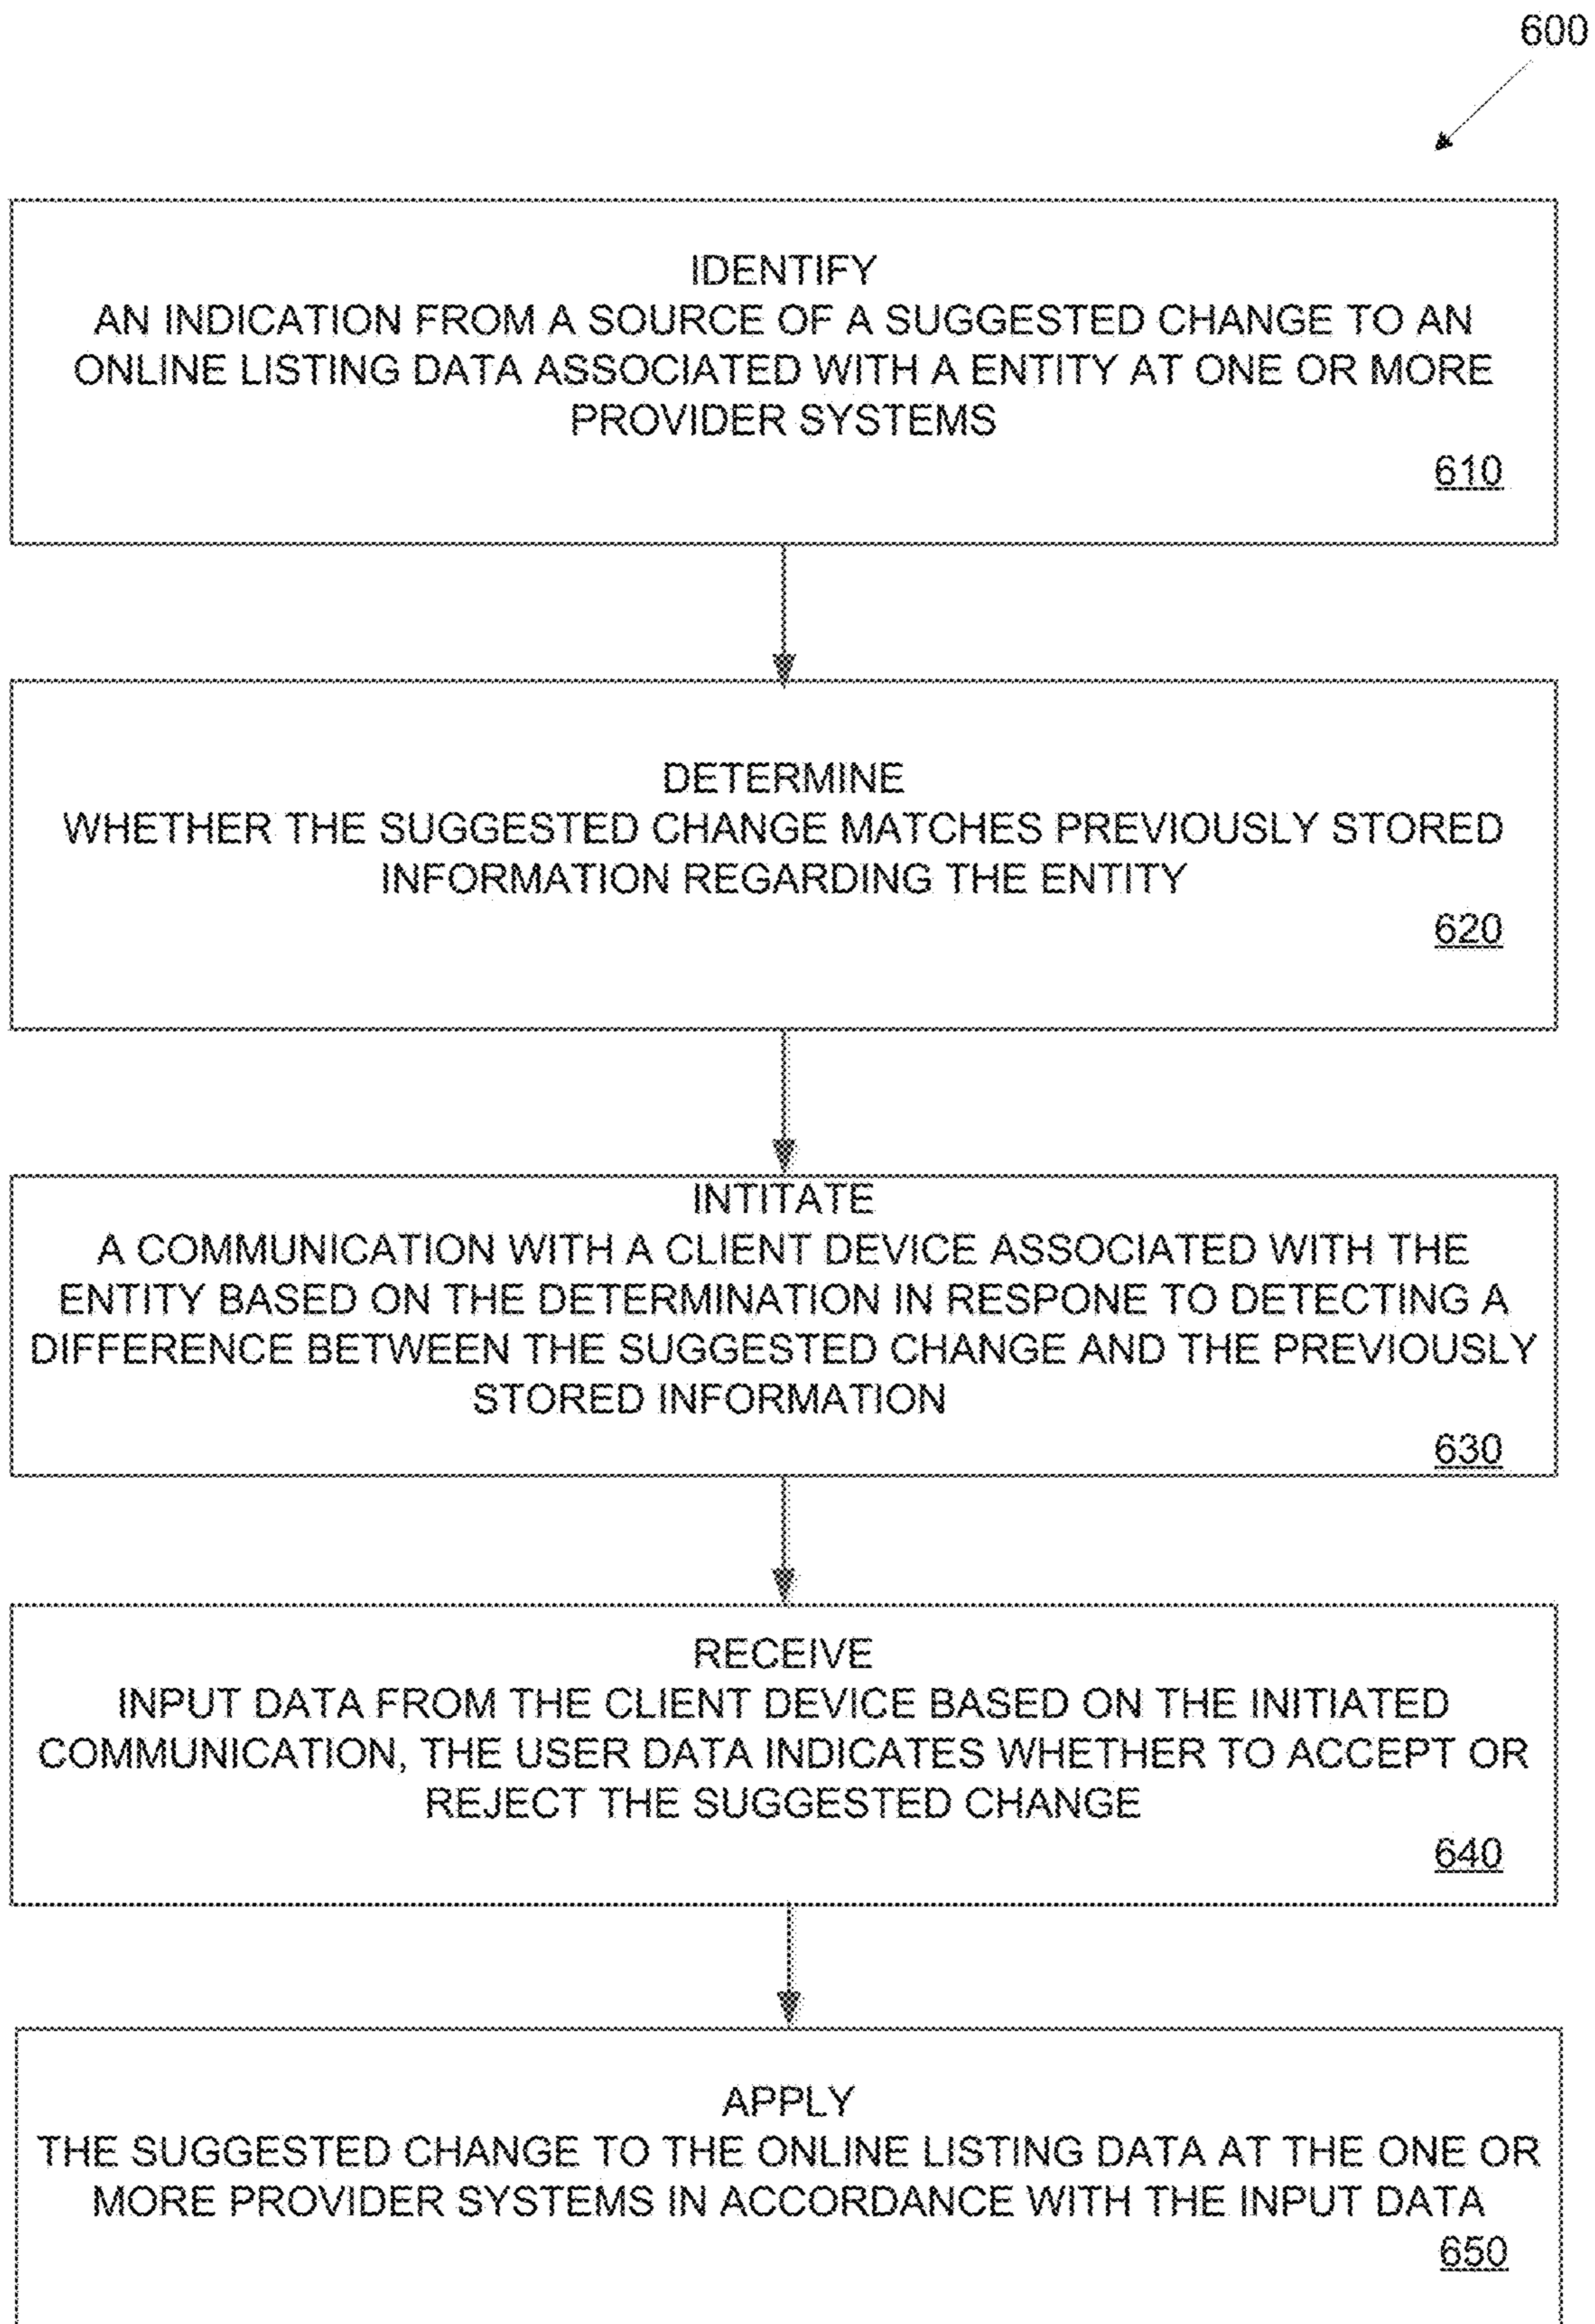 600
IDENTIFY
AN INDICATION FROM A SOURCE OF A SUGGESTED CHANGE TO AN
ONLINE LISTING DATA ASSOCIATED WITH A ENTITY AT ONE OR MORE
PROVIDER SYSTEMS
610
DETERMINE
WHETHER THE SUGGESTED CHANGE MATCHES PREVIOUSLY STORED
INFORMATION REGARDING THE ENTITY
620
INTITATE
A COMMUNICATION WITH A CLIENT DEVICE ASSOCIATED WITH THE
ENTITY BASED ON THE DETERMINATION IN RESPONE TO DETECTING A
DIFFERENCE BETWEEN THE SUGGESTED CHANGE AND THE PREVIOUSLY
STORED INFORMATION
630
RECEIVE
INPUT DATA FROM THE CLIENT DEVICE BASED ON THE INITIATED
COMMUNICATION, THE USER DATA INDICATES WHETHER TO ACCEPT OR
REJECT THE SUGGESTED CHANGE
640
APPLY
THE SUGGESTED CHANGE TO THE ONLINE LISTING DATA AT THE ONE OR
MORE PROVIDER SYSTEMS IN ACCORDANCE WITH THE INPUT DATA
650